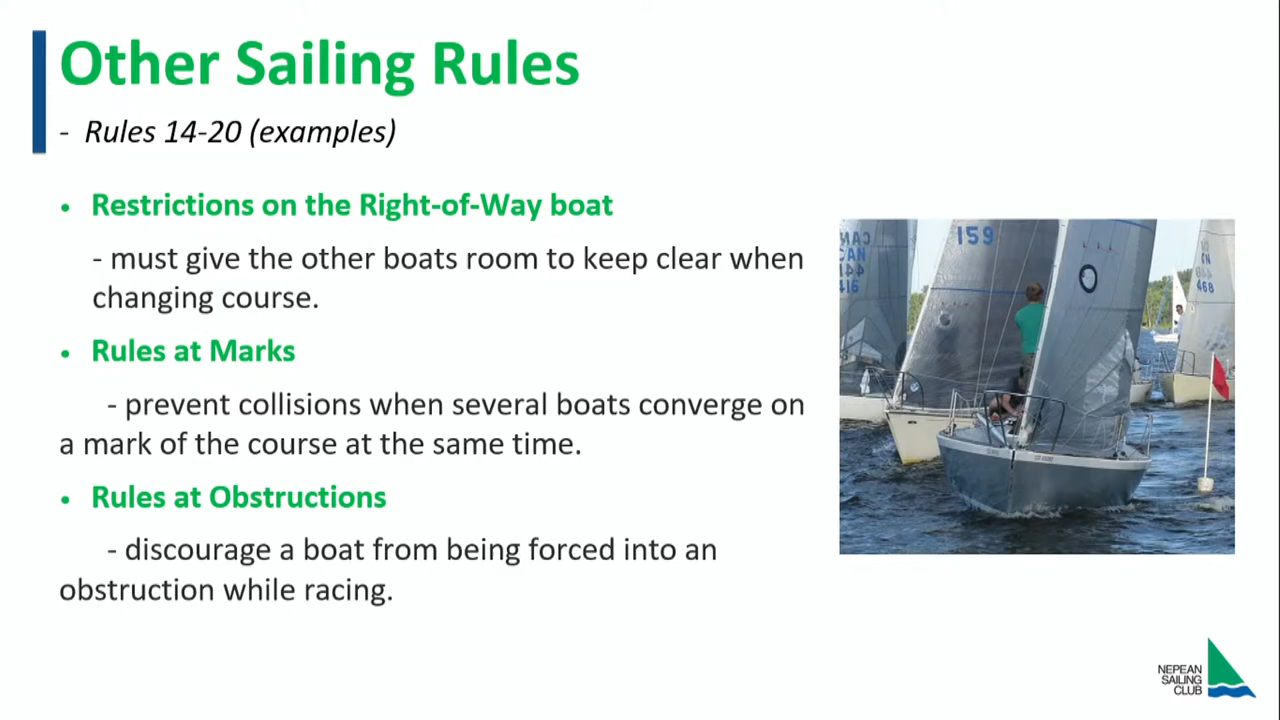 Other Sailing Rules
- Rules 14-20 (examples)
• Restrictions on the Right-of-Way boat
- must give the other boats room to keep clear when
changing course.
• Rules at Marks
- prevent collisions when several boats converge on
a mark of the course at the same time.
• Rules at Obstructions
- discourage a boat from being forced into an
obstruction while racing.
159
CAN
468
NEPEAN
SAILING
CLUB